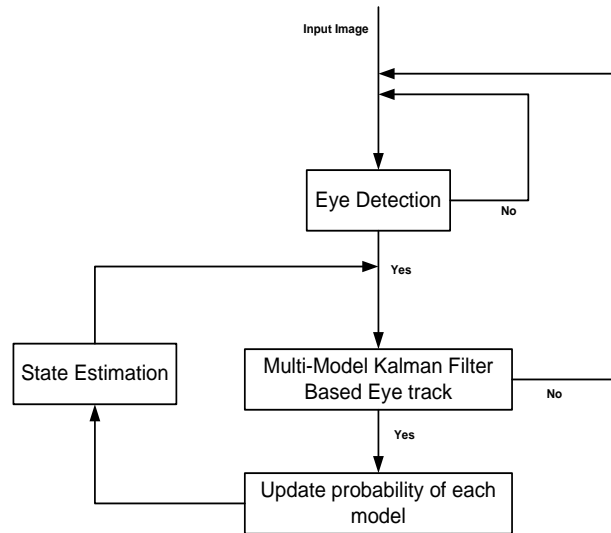 Input Image
Eye Detection
No
Yes
State Estimation
Multi-Model Kalman Filter
Based Eye track
No
Yes
Update probability of each
model